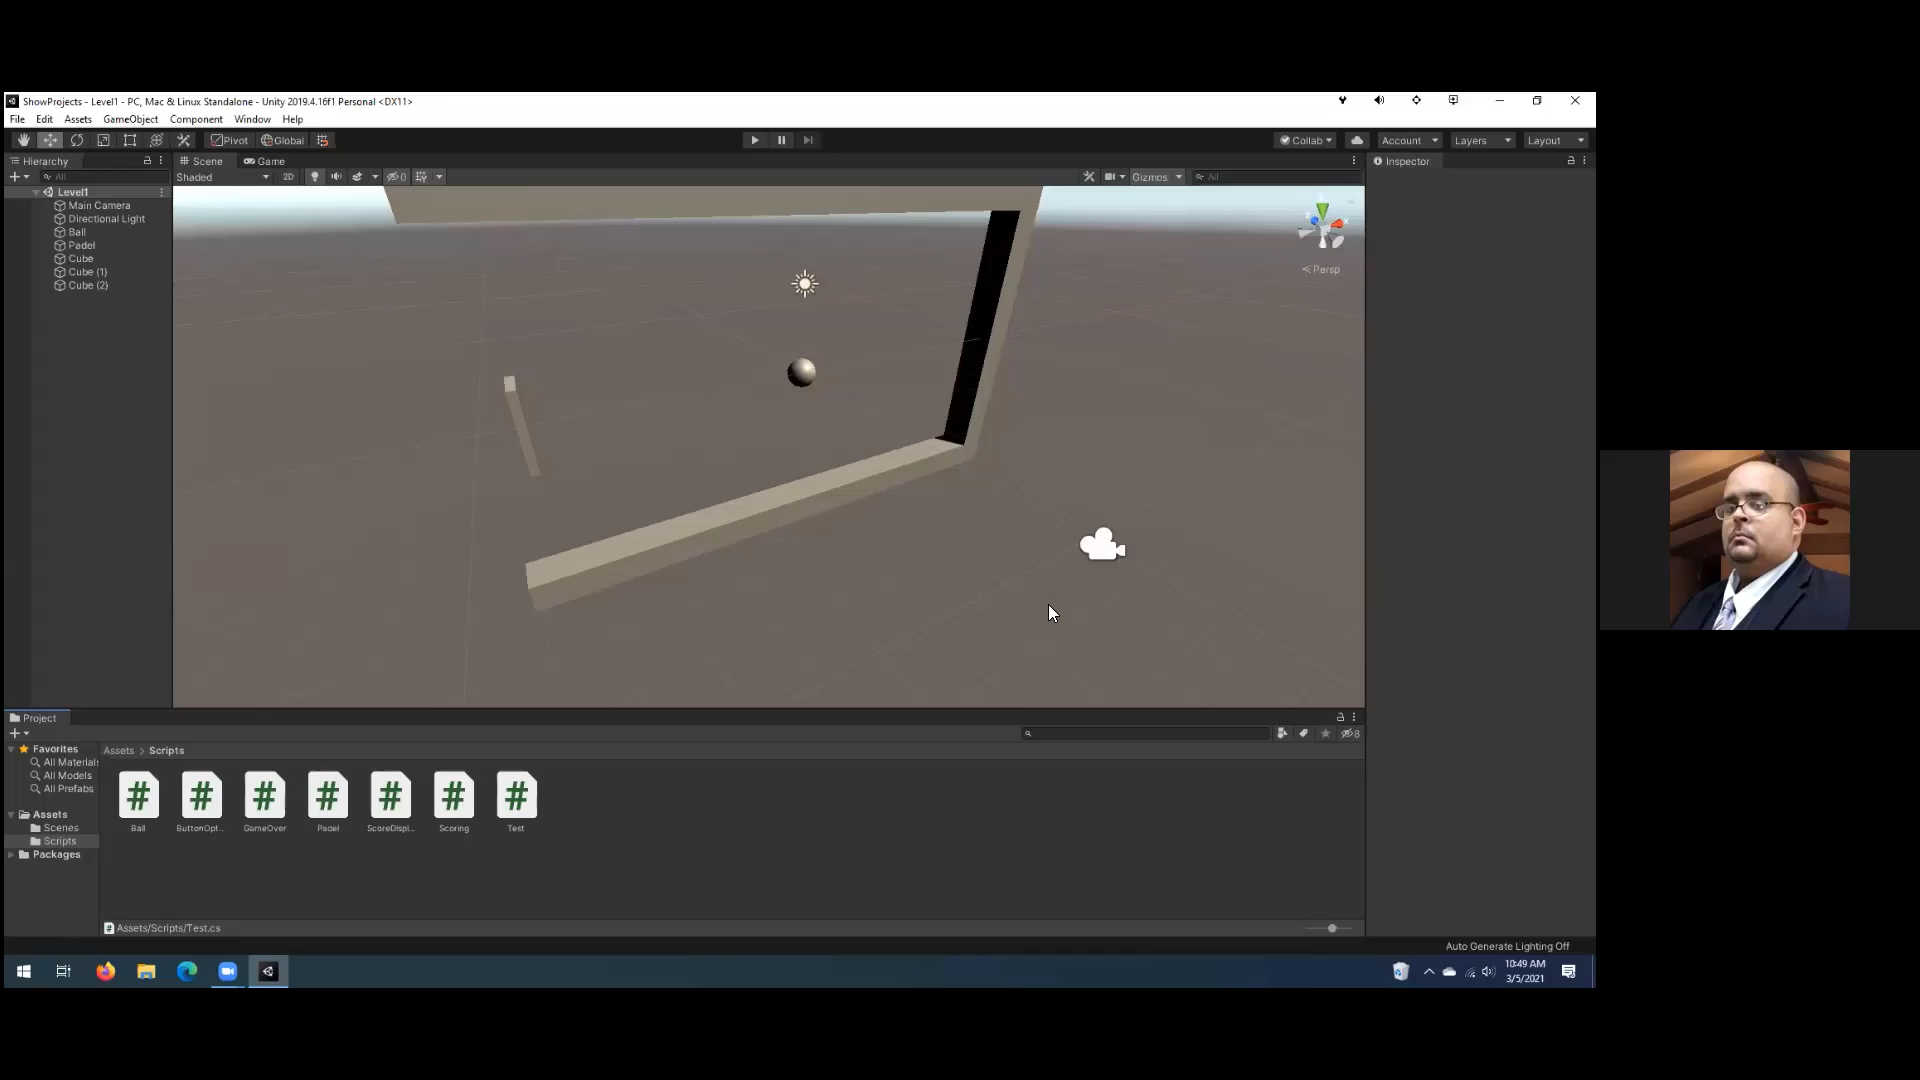 ShowProjects - Level1 - PC, Mac & Linux Standalone - Unity 2019.4.16f1 Personal <DX11>
File Edit Assets GameObject Component Window Help
Pivot Global Collab Account Layers Layout
Hierarchy Scene Game Inspector
All Shaded 2D 0 Gizmos All
Level1
Main Camera
Directional Light
Ball
Padel
Cube
Cube (1)
Cube (2)
Persp
Project
8
Favorites
All Materials
All Models
All Prefabs
Assets
Scenes
Scripts
Packages
Assets > Scripts
# # # # # # #
Ball ButtonOpt... GameOver Padel ScoreDispl... Scoring Test
Assets/Scripts/Test.cs
Auto Generate Lighting Off
10:49 AM
3/5/2021